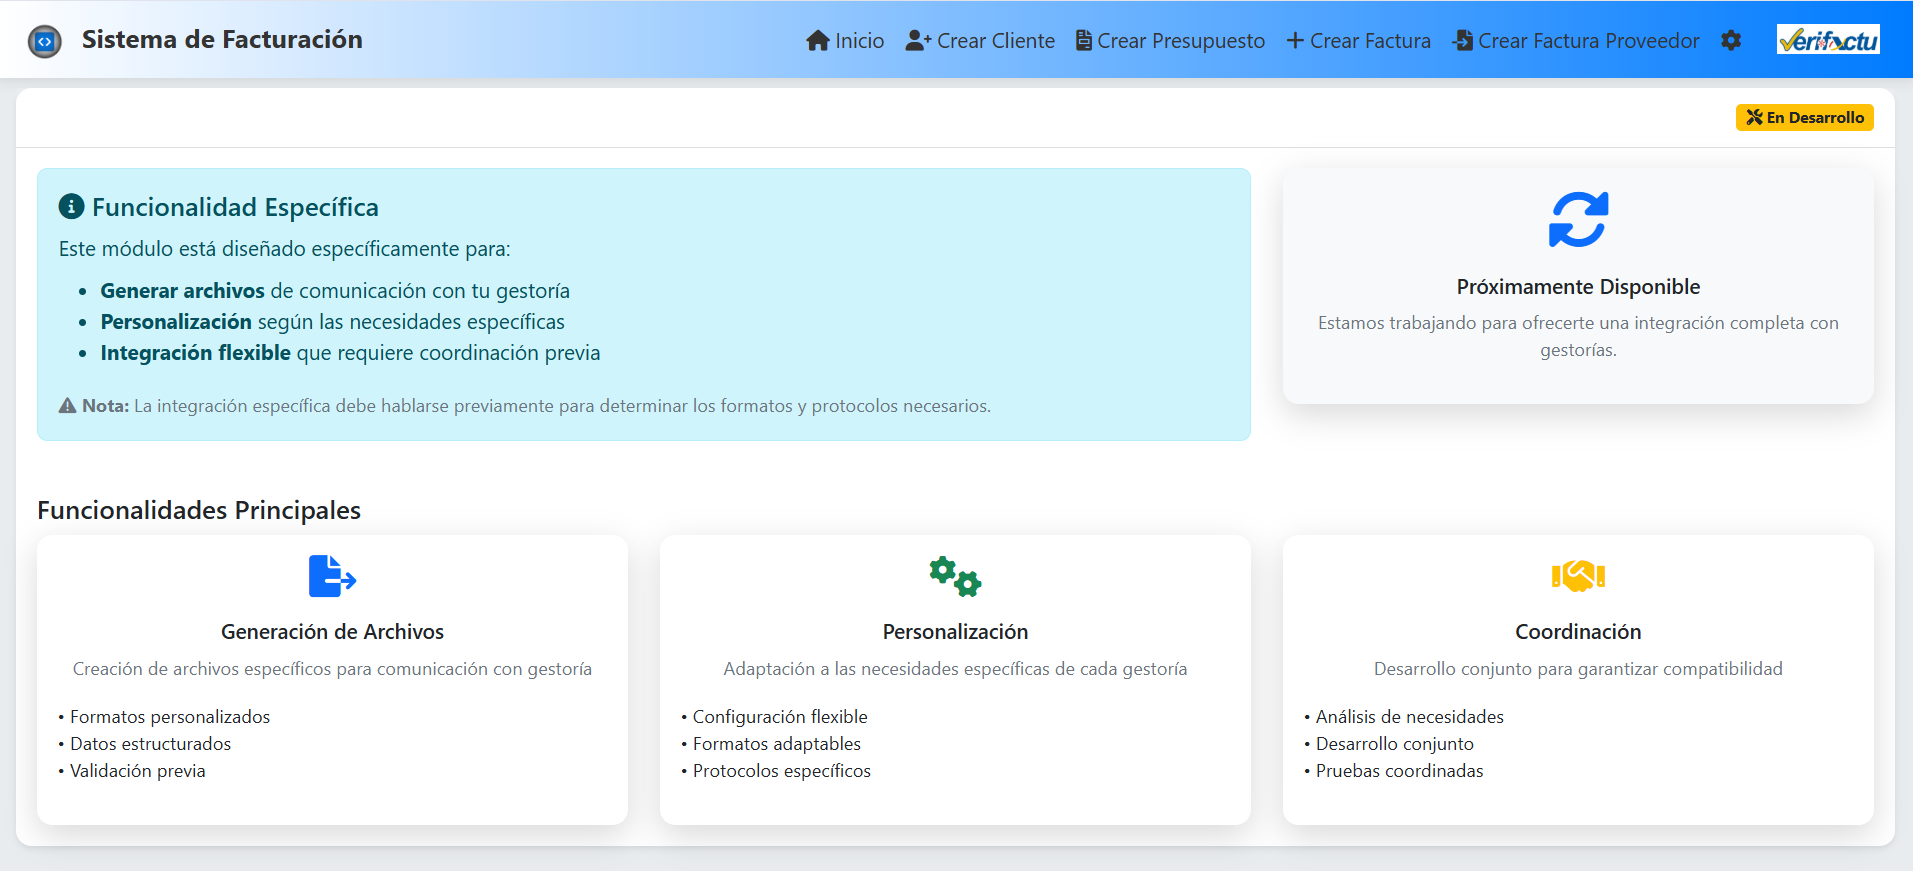 Sistema de Facturación
Inicio
Crear Cliente
Crear Presupuesto
Crear Factura
Crear Factura Proveedor
Verifactu
En Desarrollo
Funcionalidad Específica
Este módulo está diseñado específicamente para:
• Generar archivos de comunicación con tu gestoría
• Personalización según las necesidades específicas
• Integración flexible que requiere coordinación previa
Nota: La integración específica debe hablarse previamente para determinar los formatos y protocolos necesarios.
Próximamente Disponible
Estamos trabajando para ofrecerte una integración completa con
gestorías.
Funcionalidades Principales
Generación de Archivos
Creación de archivos específicos para comunicación con gestoría
• Formatos personalizados
• Datos estructurados
• Validación previa
Personalización
Adaptación a las necesidades específicas de cada gestoría
• Configuración flexible
• Formatos adaptables
• Protocolos específicos
Coordinación
Desarrollo conjunto para garantizar compatibilidad
• Análisis de necesidades
• Desarrollo conjunto
• Pruebas coordinadas